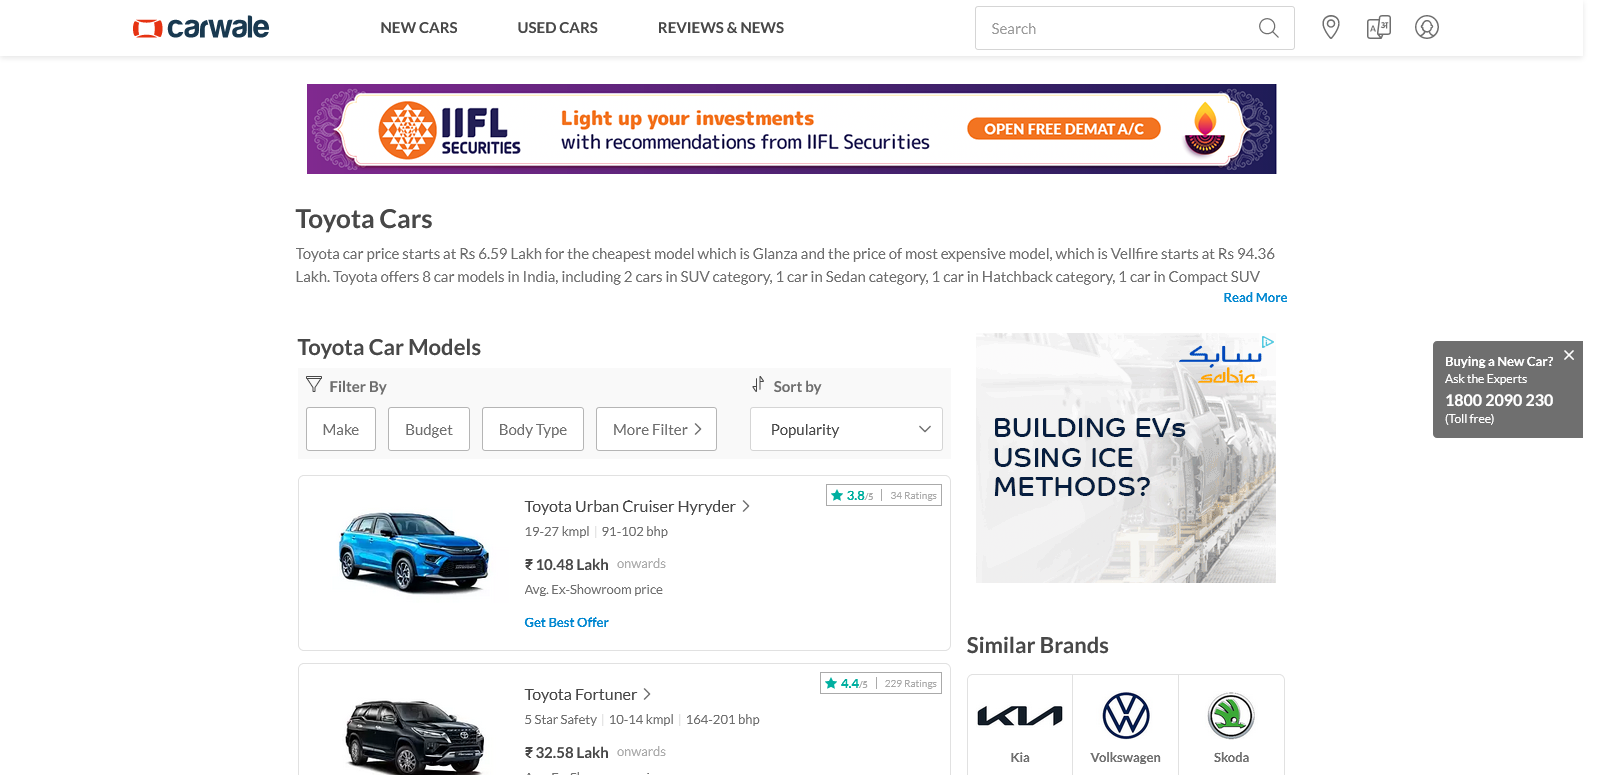 carwale
NEW CARS
USED CARS
REVIEWS & NEWS
Search
IIFL
SECURITIES
Light up your investments
with recommendations from IIFL Securities
OPEN FREE DEMAT A/C
Toyota Cars
Toyota car price starts at Rs 6.59 Lakh for the cheapest model which is Glanza and the price of most expensive model, which is Vellfire starts at Rs 94.36
Lakh. Toyota offers 8 car models in India, including 2 cars in SUV category, 1 car in Sedan category, 1 car in Hatchback category, 1 car in Compact SUV
Read More
Toyota Car Models
Filter By
Sort by
Make
Budget
Body Type
More Filter
Popularity
Toyota Urban Cruiser Hyryder
3.8/5 | 34 Ratings
19-27 kmpl | 91-102 bhp
₹ 10.48 Lakh onwards
Avg. Ex-Showroom price
Get Best Offer
Toyota Fortuner
4.4/5 | 229 Ratings
5 Star Safety | 10-14 kmpl | 164-201 bhp
₹ 32.58 Lakh onwards
سابك
sabic
BUILDING EVs
USING ICE
METHODS?
Buying a New Car?
Ask the Experts
1800 2090 230
(Toll free)
Similar Brands
KIA
Kia
Volkswagen
Skoda